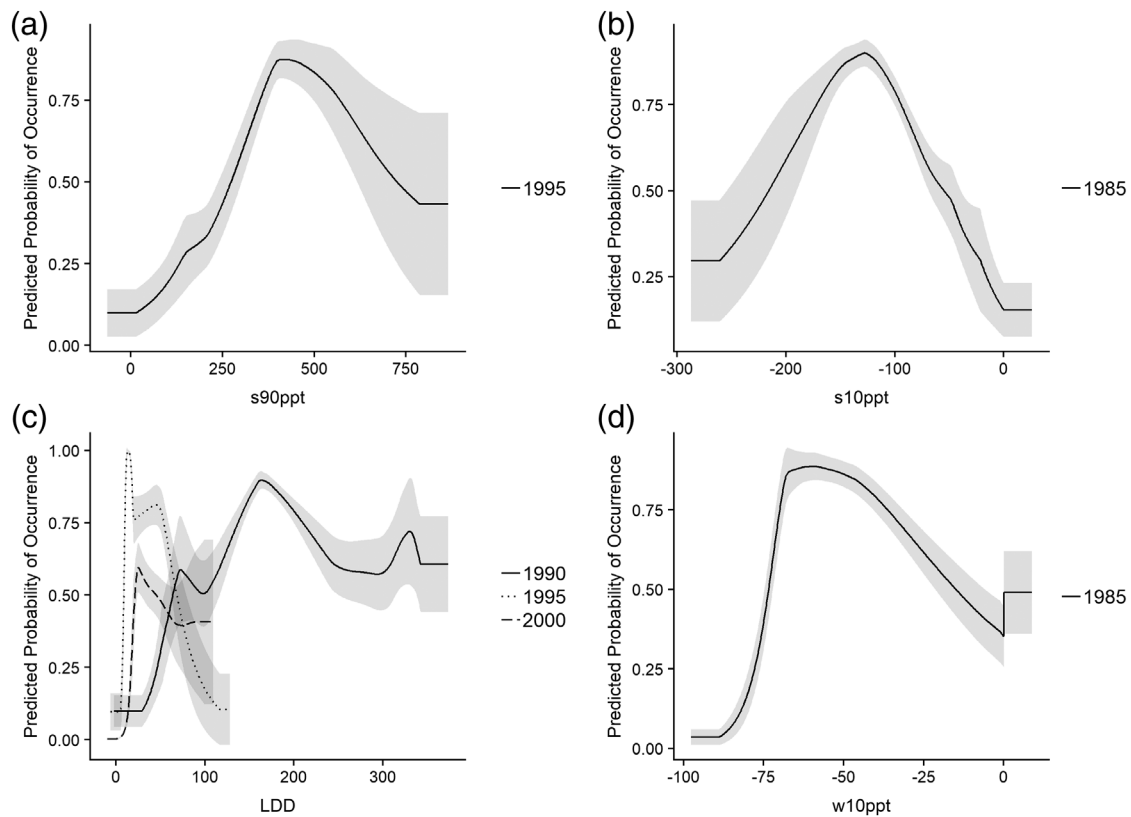 (a)
Predicted Probability of Occurrence
0.75
0.50
0.25
0.00
0 250 500 750
s90ppt
1995
(b)
Predicted Probability of Occurrence
0.75
0.50
0.25
-300 -200 -100 0
s10ppt
1985
(c)
Predicted Probability of Occurrence
1.00
0.75
0.50
0.25
0.00
0 100 200 300
LDD
1990
1995
2000
(d)
Predicted Probability of Occurrence
0.75
0.50
0.25
0.00
-100 -75 -50 -25 0
w10ppt
1985